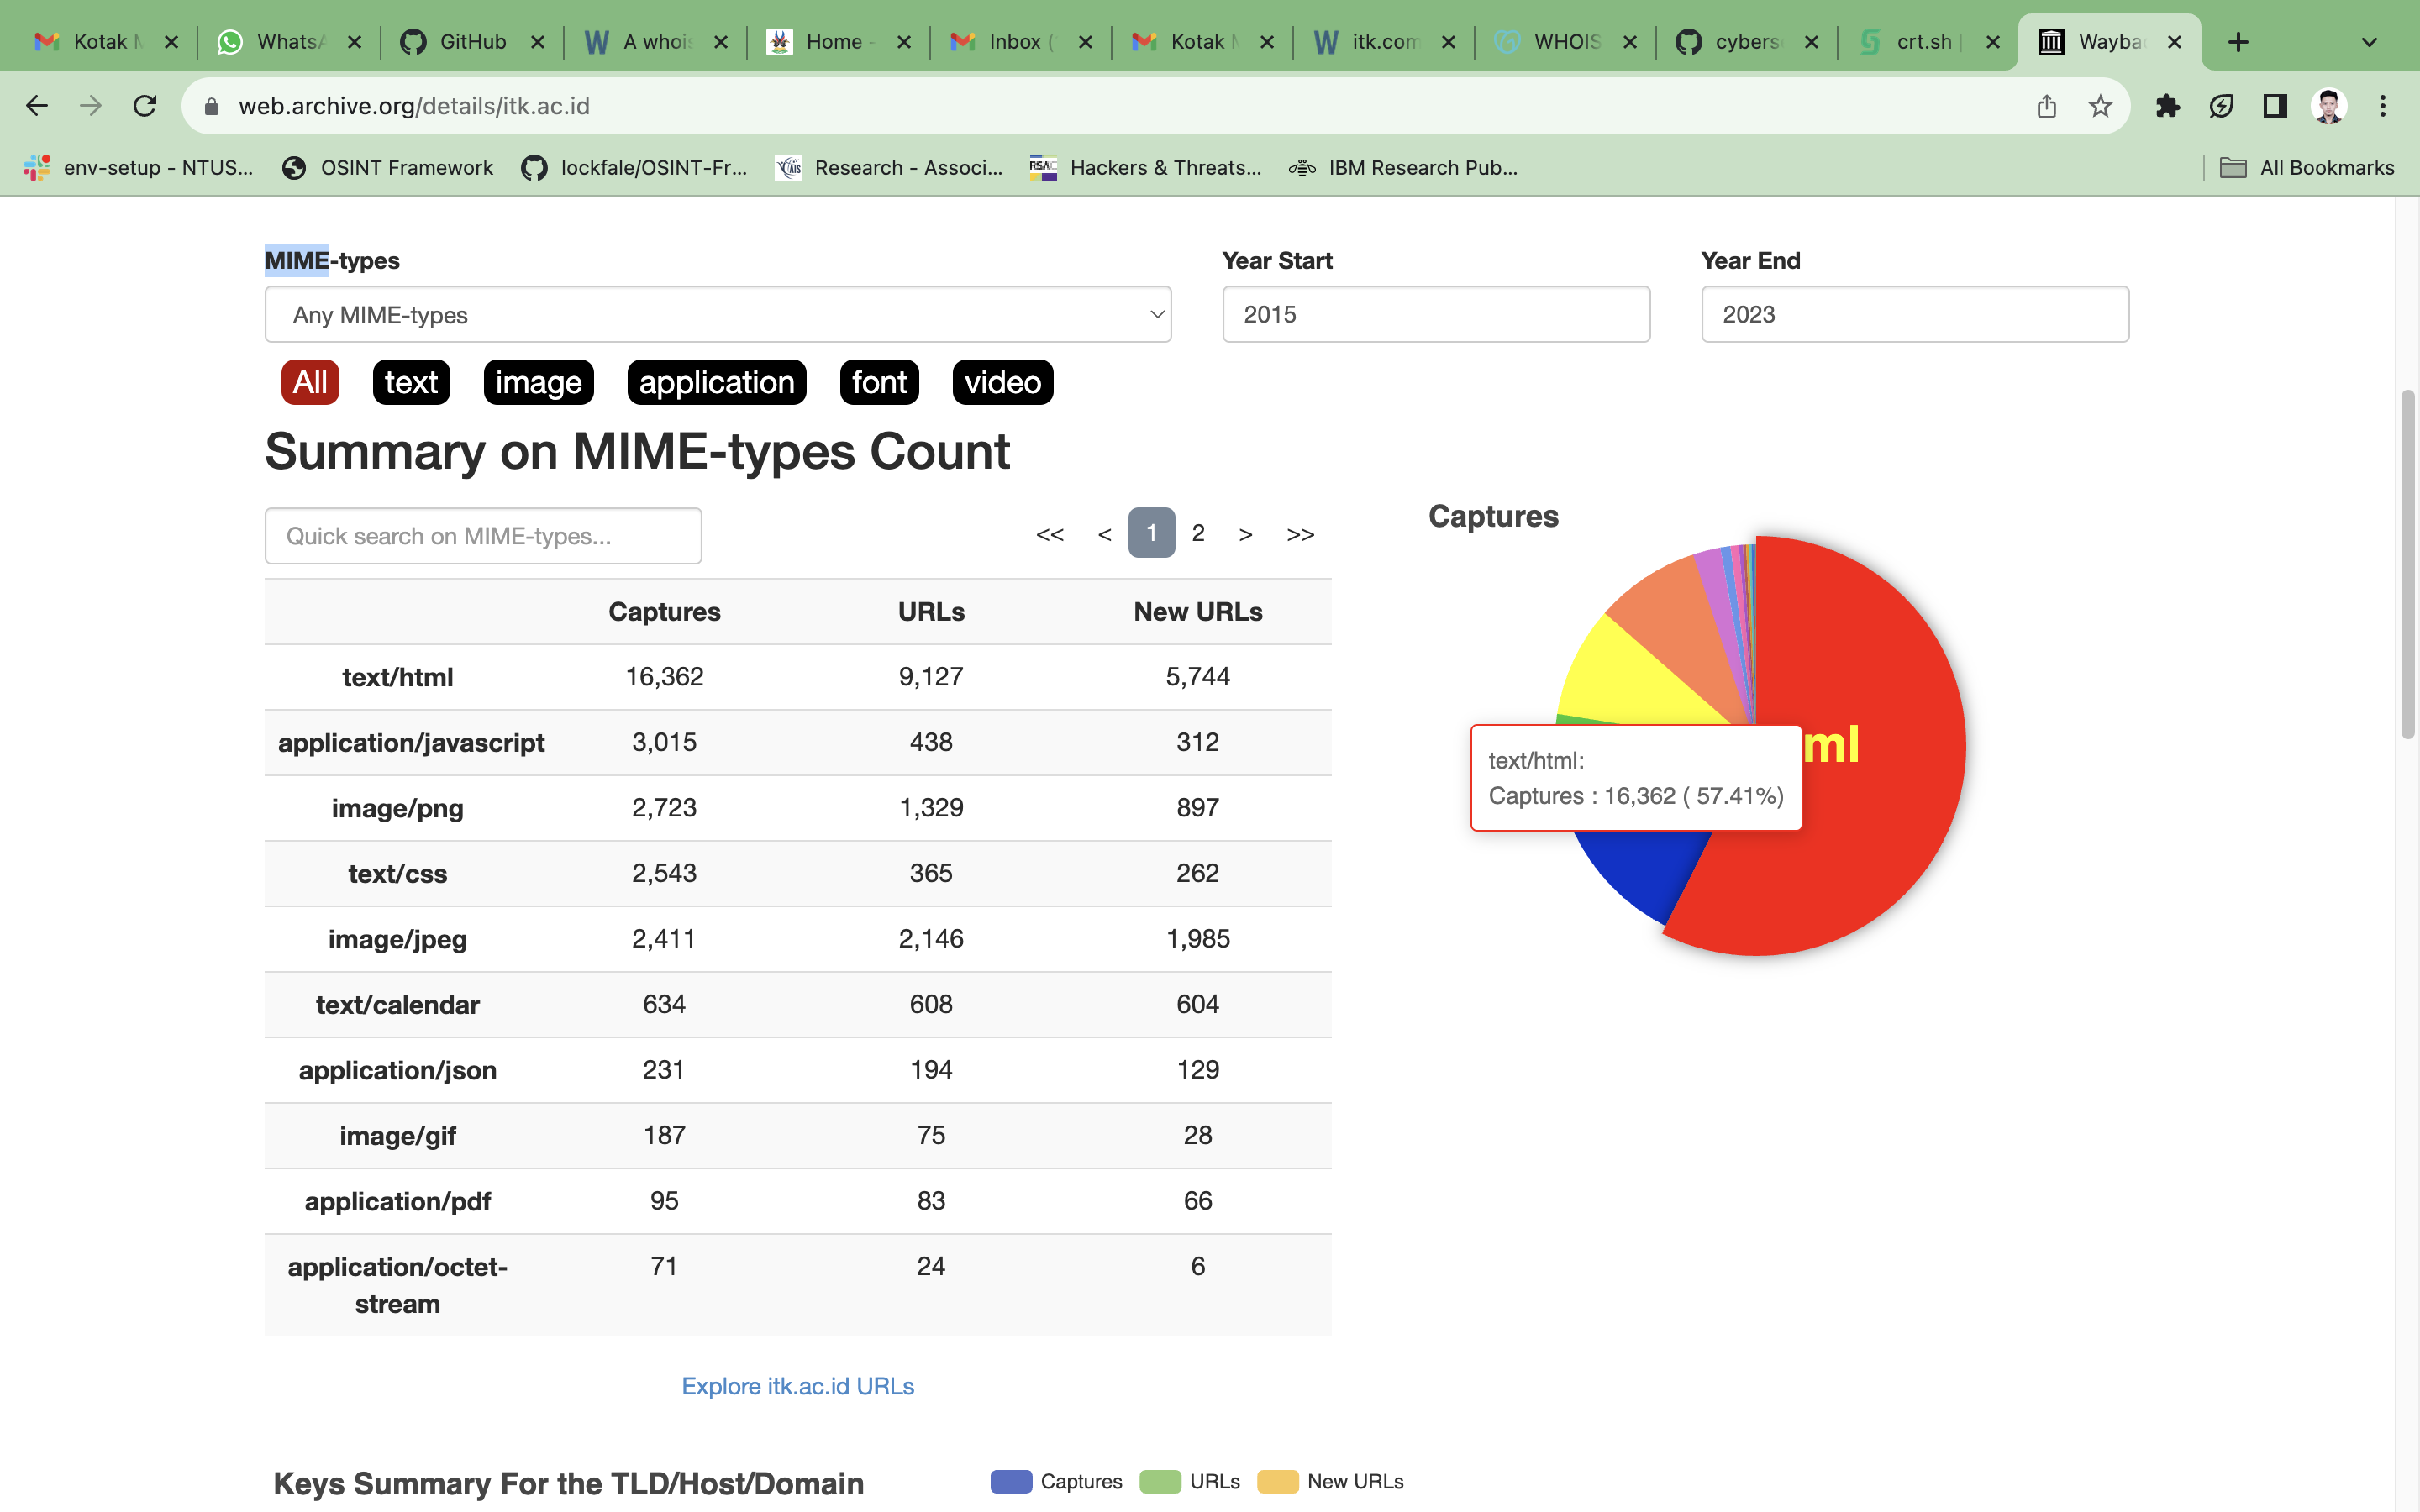 Kotak M WhatsA GitHub A whois Home - Inbox ( Kotak M itk.com WHOIS cyberse crt.sh | Wayba
web.archive.org/details/itk.ac.id
env-setup - NTUS... OSINT Framework lockfale/OSINT-Fr... Research - Associ... Hackers & Threats... IBM Research Pub... All Bookmarks
MIME-types Year Start Year End
Any MIME-types 2015 2023
All text image application font video
Summary on MIME-types Count
Captures
Quick search on MIME-types... << < 1 2 > >>
Captures URLs New URLs
text/html 16,362 9,127 5,744
application/javascript 3,015 438 312
image/png 2,723 1,329 897
text/css 2,543 365 262
image/jpeg 2,411 2,146 1,985
text/calendar 634 608 604
application/json 231 194 129
image/gif 187 75 28
application/pdf 95 83 66
application/octet-
stream 71 24 6
ml
text/html:
Captures : 16,362 ( 57.41%)
Explore itk.ac.id URLs
Keys Summary For the TLD/Host/Domain Captures URLs New URLs